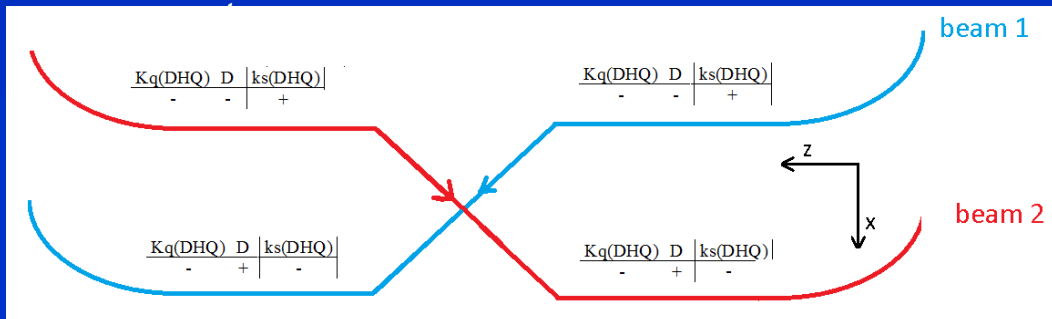 beam 1
Kq(DHQ) D ks(DHQ)
- - +
Kq(DHQ) D ks(DHQ)
- - +
z
x
beam 2
Kq(DHQ) D ks(DHQ)
- + -
Kq(DHQ) D ks(DHQ)
- + -